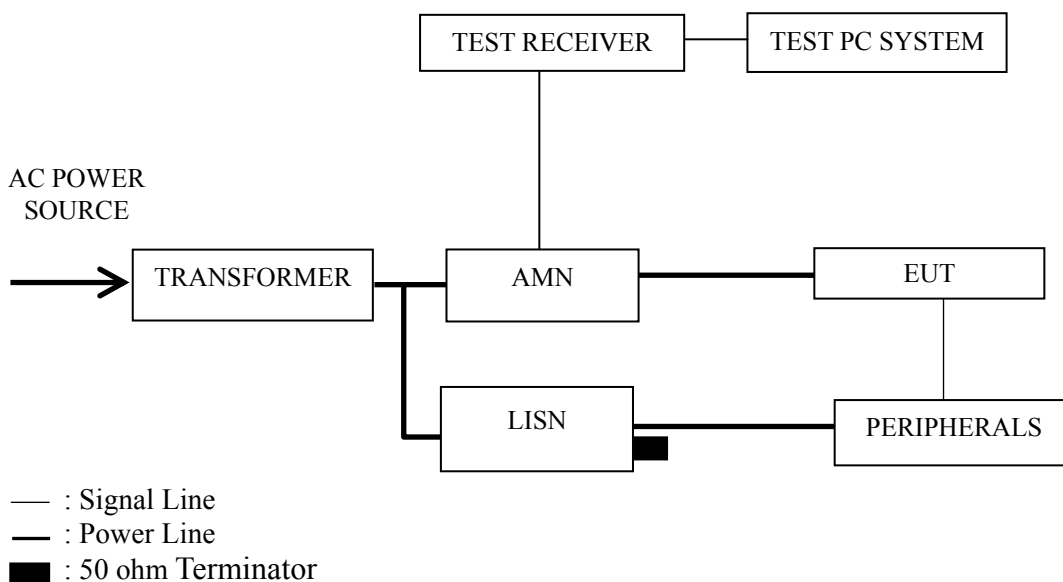 TEST RECEIVER
TEST PC SYSTEM
AC POWER
SOURCE
TRANSFORMER
AMN
EUT
LISN
PERIPHERALS
: Signal Line
: Power Line
: 50 ohm Terminator